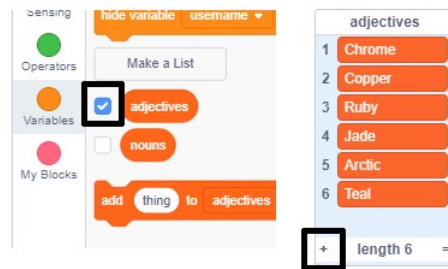 Sensing
hide variable username
Operators
Make a List
Variables
adjectives
nouns
My Blocks
add thing to adjectives
adjectives
1 Chrome
2 Copper
3 Ruby
4 Jade
5 Arctic
6 Teal
+ length 6 =